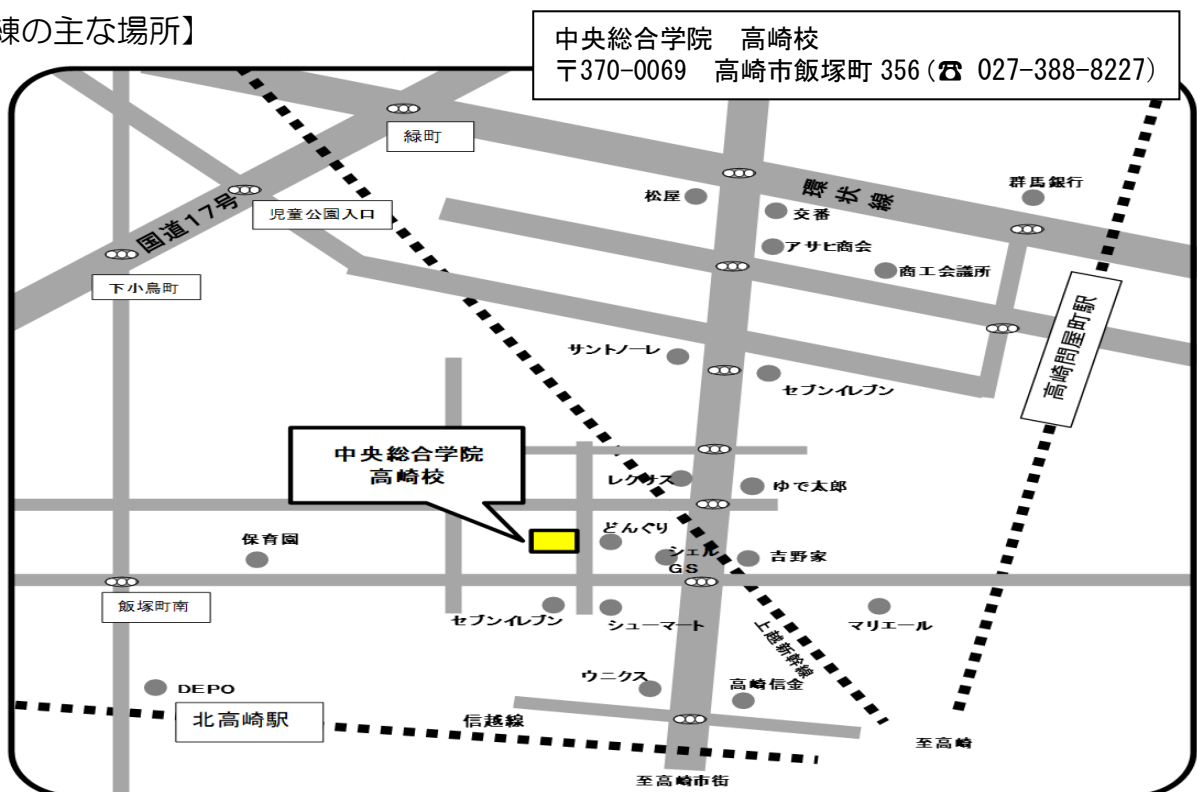 練の主な場所】
中央総合学院　高崎校
〒370-0069　高崎市飯塚町 356（☎ 027-388-8227）
緑町
児童公園入口
国道17号
下小鳥町
松屋
環状線
群馬銀行
交番
アサヒ商会
商工会議所
高崎問屋町駅
サントノーレ
セブンイレブン
中央総合学院
高崎校
レクサス
ゆで太郎
どんぐり
保育園
シェル
GS
吉野家
飯塚町南
セブンイレブン
シューマート
上越新幹線
マリエール
ウニクス
高崎信金
DEPO
北高崎駅
信越線
至高崎
至高崎市街